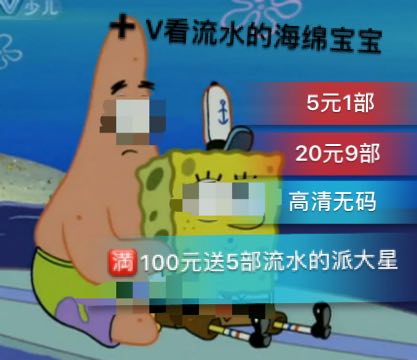 V少儿
+ V看流水的海绵宝宝
5元1部
20元9部
高清无码
满 100元送5部流水的派大星